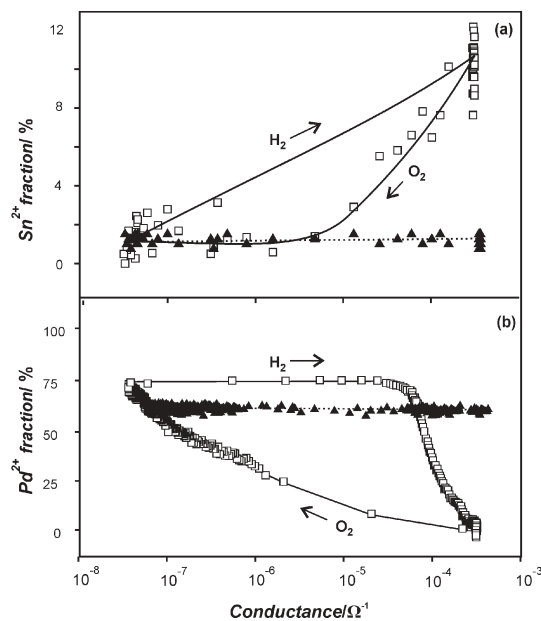 12
(a)
8
H2
O2
4
0
Sn2+ fraction/ %
100
(b)
H2
75
50
25
O2
0
Pd2+ fraction/ %
10-8 10-7 10-6 10-5 10-4 10-3
Conductance/Ω-1